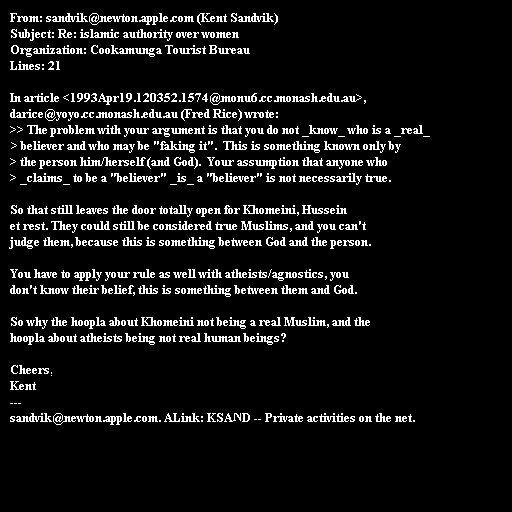 From: sandvik@newton.apple.com (Kent Sandvik)
Subject: Re: islamic authority over women
Organization: Cookamunga Tourist Bureau
Lines: 21

In article <1993Apr19.120352.1574@monu6.cc.monash.edu.au>,
darice@yoyo.cc.monash.edu.au (Fred Rice) wrote:
>> The problem with your argument is that you do not _know_ who is a _real_
> believer and who may be "faking it".  This is something known only by
> the person him/herself (and God).  Your assumption that anyone who
> _claims_ to be a "believer" _is_ a "believer" is not necessarily true.

So that still leaves the door totally open for Khomeini, Hussein
et rest. They could still be considered true Muslims, and you can't
judge them, because this is something between God and the person.

You have to apply your rule as well with atheists/agnostics, you
don't know their belief, this is something between them and God.

So why the hoopla about Khomeini not being a real Muslim, and the
hoopla about atheists being not real human beings?

Cheers,
Kent
---
sandvik@newton.apple.com. ALink: KSAND -- Private activities on the net.